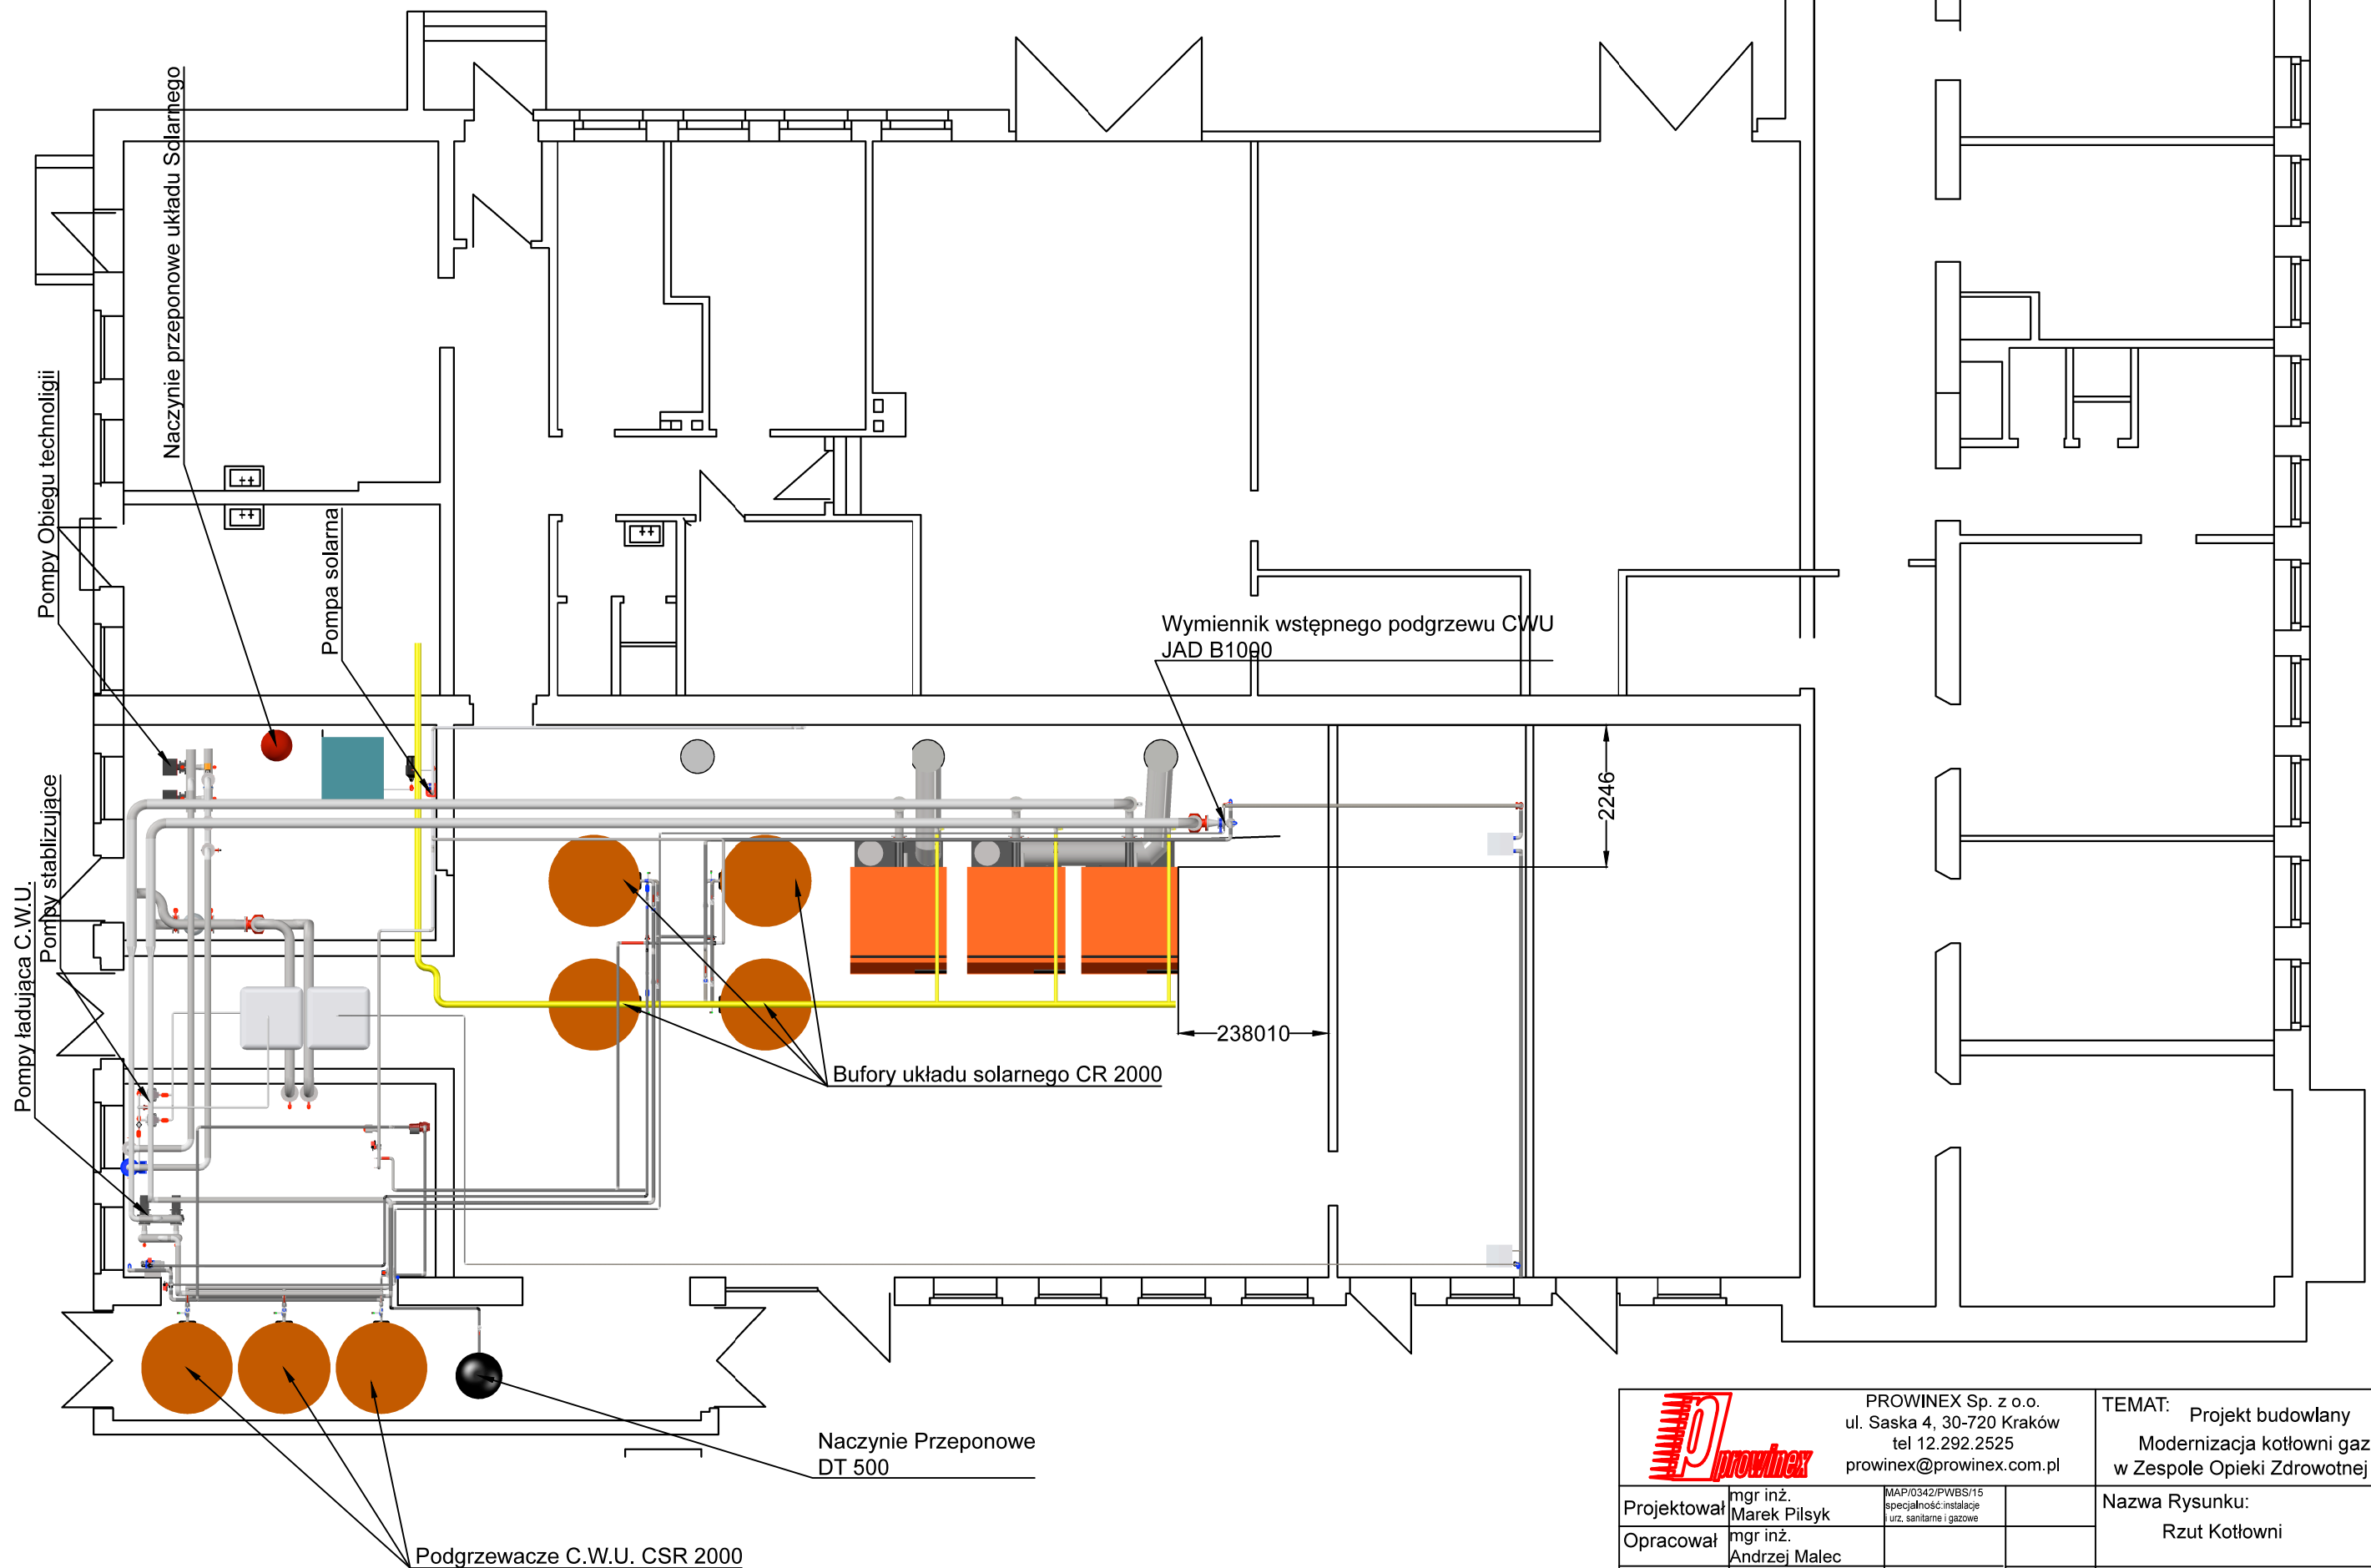 Naczynie przeponowe układu Solarnego
Pompy Obiegu technoligii
Pompa solarna
Wymiennik wstępnego podgrzewu CWU
JAD B1000
2246
Pompy stablizujące
Pompy ładująca C.W.U.
238010
Bufory układu solarnego CR 2000
Naczynie Przeponowe
DT 500
Podgrzewacze C.W.U. CSR 2000
prowinex
PROWINEX Sp. z o.o.
ul. Saska 4, 30-720 Kraków
tel 12.292.2525
prowinex@prowinex.com.pl
TEMAT:
Projekt budowlany
Modernizacja kotłowni gaz
w Zespole Opieki Zdrowotnej
Projektował
mgr inż.
Marek Pilsyk
MAP/0342/PWBS/15
specjalność:instalacje
i urz, sanitarne i gazowe
Nazwa Rysunku:
Rzut Kotłowni
Opracował
mgr inż.
Andrzej Malec